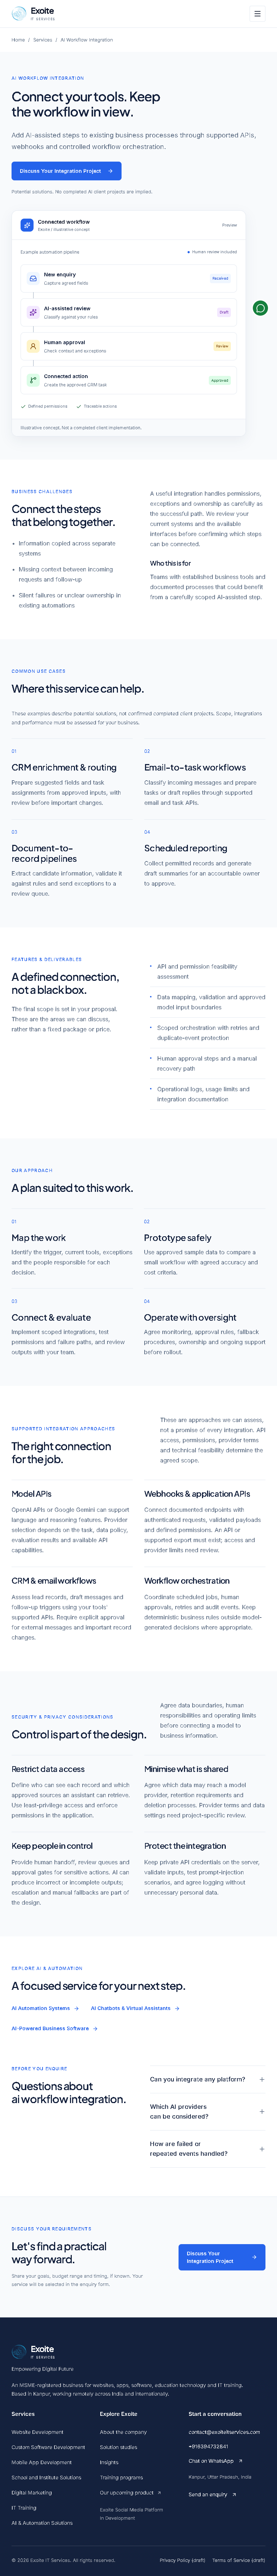 Exoite
IT SERVICES
Home / Services / AI Workflow Integration
AI WORKFLOW INTEGRATION
Connect your tools. Keep
the workflow in view.
Add AI-assisted steps to existing business processes through supported APIs,
webhooks and controlled workflow orchestration.
Discuss Your Integration Project →
Potential solutions. No completed AI client projects are implied.
Connected workflow
Exoite / Illustrative concept
Preview
Example automation pipeline
Human review included
New enquiry
Capture agreed fields
Received
AI-assisted review
Classify against your rules
Draft
Human approval
Check context and exceptions
Review
Connected action
Create the approved CRM task
Approved
Defined permissions
Traceable actions
Illustrative concept. Not a completed client implementation.
BUSINESS CHALLENGES
Connect the steps
that belong together.
Information copied across separate
systems
Missing context between incoming
requests and follow-up
Silent failures or unclear ownership in
existing automations
A useful integration handles permissions,
exceptions and ownership as carefully as
the successful path. We review your
current systems and the available
interfaces before confirming which steps
can be connected.
Who this is for
Teams with established business tools and
documented processes that could benefit
from a carefully scoped AI-assisted step.
COMMON USE CASES
Where this service can help.
These examples describe potential solutions, not confirmed completed client projects. Scope, integrations
and performance must be assessed for your business.
01
CRM enrichment & routing
Prepare suggested fields and task
assignments from approved inputs, with
review before important changes.
02
Email-to-task workflows
Classify incoming messages and prepare
tasks or draft replies through supported
email and task APIs.
03
Document-to-
record pipelines
Extract candidate information, validate it
against rules and send exceptions to a
review queue.
04
Scheduled reporting
Collect permitted records and generate
draft summaries for an accountable owner
to approve.
FEATURES & DELIVERABLES
A defined connection,
not a black box.
The final scope is set in your proposal.
These are the areas we can discuss,
rather than a fixed package or price.
API and permission feasibility
assessment
Data mapping, validation and approved
model input boundaries
Scoped orchestration with retries and
duplicate-event protection
Human approval steps and a manual
recovery path
Operational logs, usage limits and
integration documentation
OUR APPROACH
A plan suited to this work.
01
Map the work
Identify the trigger, current tools, exceptions
and the people responsible for each
decision.
02
Prototype safely
Use approved sample data to compare a
small workflow with agreed accuracy and
cost criteria.
03
Connect & evaluate
Implement scoped integrations, test
permissions and failure paths, and review
outputs with your team.
04
Operate with oversight
Agree monitoring, approval rules, fallback
procedures, ownership and ongoing support
before rollout.
SUPPORTED INTEGRATION APPROACHES
The right connection
for the job.
These are approaches we can assess,
not a promise of every integration. API
access, permissions, provider terms
and technical feasibility determine the
agreed scope.
Model APIs
OpenAI APIs or Google Gemini can support
language and reasoning features. Provider
selection depends on the task, data policy,
evaluation results and available API
capabilities.
Webhooks & application APIs
Connect documented endpoints with
authenticated requests, validated payloads
and defined permissions. An API or
supported export must exist; access and
provider limits need review.
CRM & email workflows
Assess lead records, draft messages and
follow-up triggers using your tools'
supported APIs. Require explicit approval
for external messages and important record
changes.
Workflow orchestration
Coordinate scheduled jobs, human
approvals, retries and audit records. Keep
deterministic business rules outside model-
generated decisions where appropriate.
SECURITY & PRIVACY CONSIDERATIONS
Control is part of the design.
Agree data boundaries, human
responsibilities and operating limits
before connecting a model to
business information.
Restrict data access
Define who can see each record and which
approved sources an assistant can retrieve.
Use least-privilege access and enforce
permissions in the application.
Minimise what is shared
Agree which data may reach a model
provider, retention requirements and
deletion processes. Provider terms and data
settings need project-specific review.
Keep people in control
Provide human handoff, review queues and
approval gates for sensitive actions. AI can
produce incorrect or incomplete outputs;
escalation and manual fallbacks are part of
the design.
Protect the integration
Keep private API credentials on the server,
validate inputs, test prompt-injection
scenarios, and agree logging without
unnecessary personal data.
EXPLORE AI & AUTOMATION
A focused service for your next step.
AI Automation Systems →
AI Chatbots & Virtual Assistants →
AI-Powered Business Software →
BEFORE YOU ENQUIRE
Questions about
ai workflow integration.
Can you integrate any platform? +
Which AI providers
can be considered? +
How are failed or
repeated events handled? +
DISCUSS YOUR REQUIREMENTS
Let's find a practical
way forward.
Share your goals, budget range and timing, if known. Your
service will be selected in the enquiry form.
Discuss Your
Integration Project →
Exoite
IT SERVICES
Empowering Digital Future
An MSME-registered business for websites, apps, software, education technology and IT training.
Based in Kanpur, working remotely across India and internationally.
Services
Website Development
Custom Software Development
Mobile App Development
School and Institute Solutions
Digital Marketing
IT Training
AI & Automation Solutions
Explore Exoite
About the company
Solution studies
Insights
Training programs
Our upcoming product ↗
Exoite Social Media Platform
In Development
Start a conversation
contact@exoiteitservices.com
+916394732841
Chat on WhatsApp ↗
Kanpur, Uttar Pradesh, India
Send an enquiry ↗
© 2026 Exoite IT Services. All rights reserved.
Privacy Policy (draft)
Terms of Service (draft)